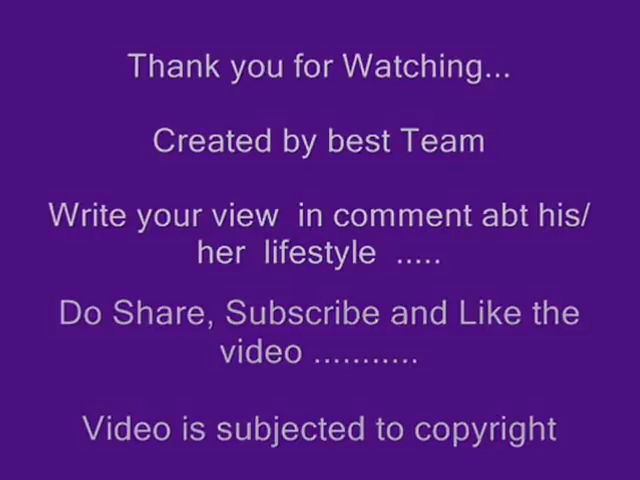 Thank you for Watching...
Created by best Team
Write your view  in comment abt his/
her  lifestyle  .....
Do Share, Subscribe and Like the
video ...........
Video is subjected to copyright